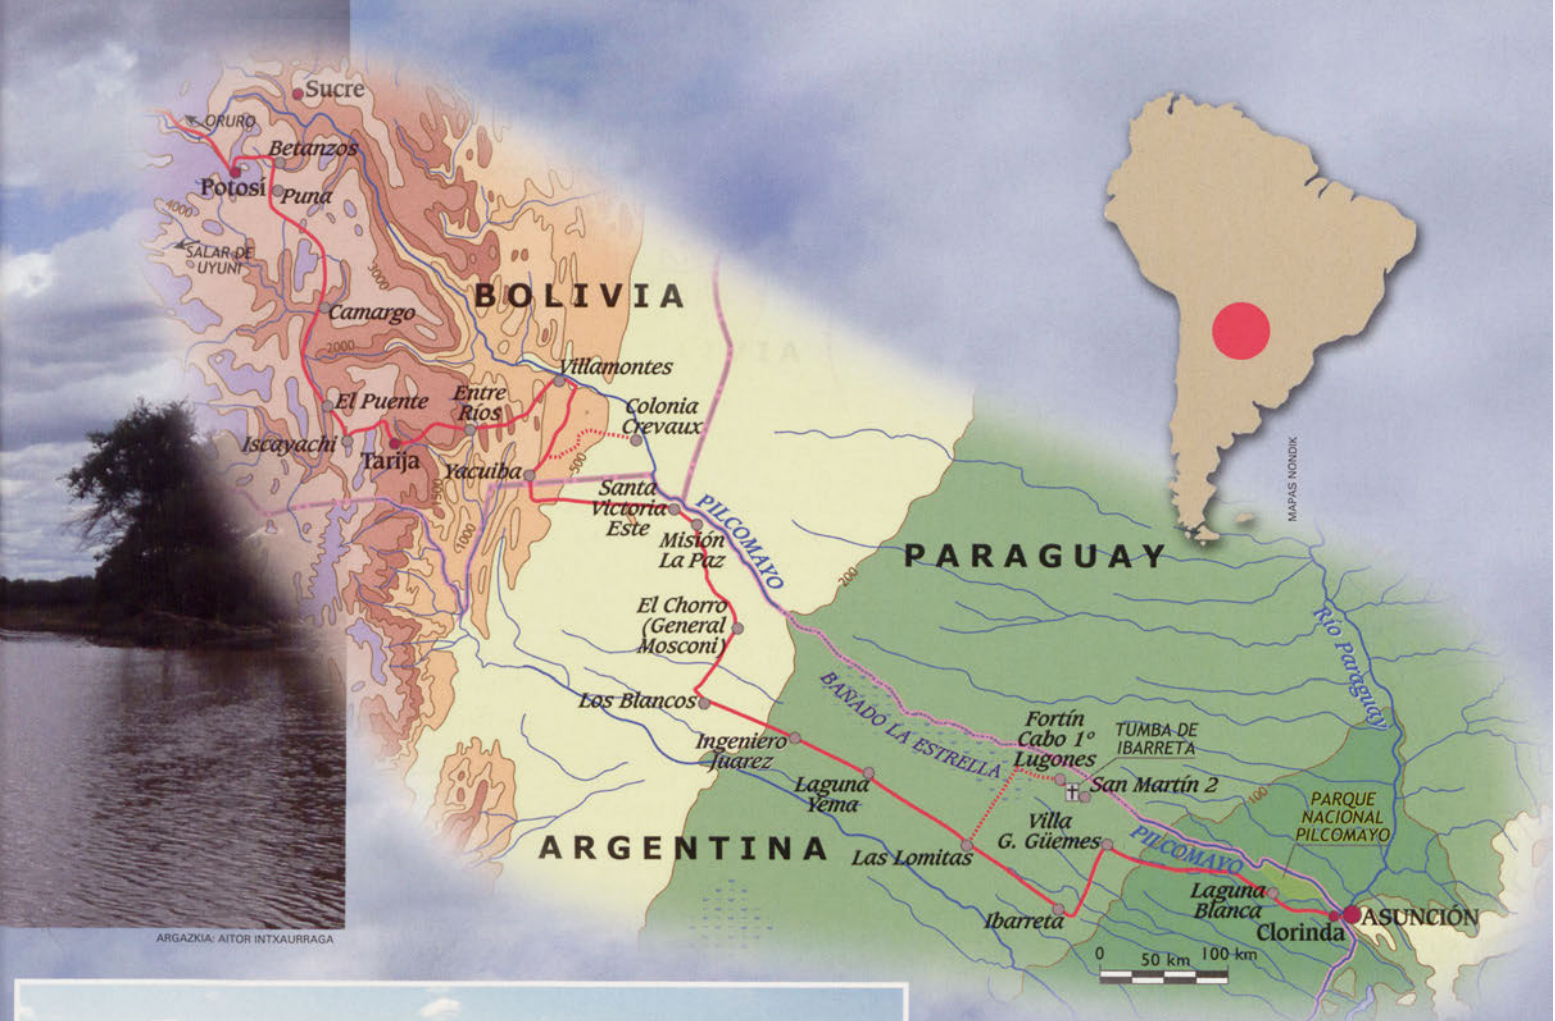 Sucre
ORURO
Betanzos
Potosí
Puna
4000
SALAR DE
UYUNI
3000
BOLIVIA
Camargo
2000
Villamontes
El Puente
Entre
Ríos
Colonia
Crevaux
Iscayachi
Tarija
Yacuiba
500
1500
1000
Santa
Victoria
Este
PILCOMAYO
Misión
La Paz
MAPAS NONDIK
PARAGUAY
200
El Chorro
(General
Mosconi)
Río Paraguay
Los Blancos
BAÑADO LA ESTRELLA
Ingeniero
Juarez
Fortín
Cabo 1º
Lugones
TUMBA DE
IBARRETA
San Martín 2
Laguna
Yema
100
PARQUE
NACIONAL
PILCOMAYO
Villa
G. Güemes
PILCOMAYO
ARGENTINA
Las Lomitas
Laguna
Blanca
Ibarreta
Clorinda
ASUNCIÓN
0 50 km 100 km
ARGAZKIA: AITOR INTXAURRAGA